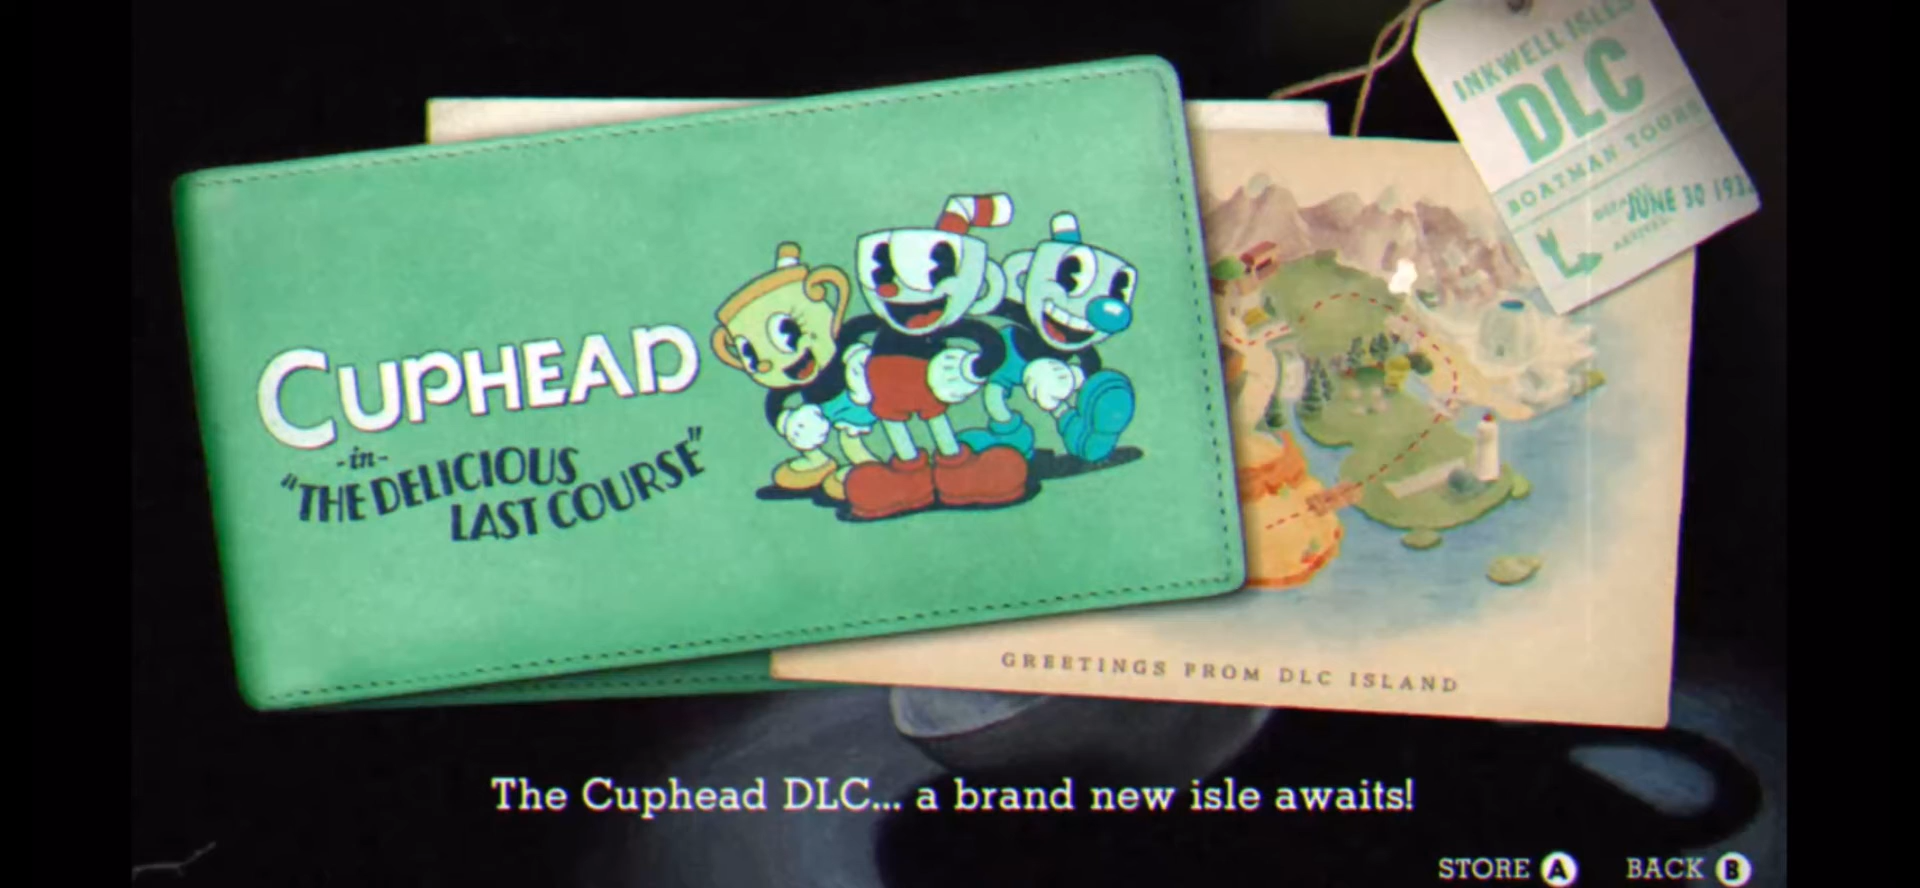 INKWELL ISLES
DLC
BOATMAN TOURS
JUNE 30 193
CUPHEAD
-in-
"THE DELICIOUS
LAST COURSE"
GREETINGS FROM DLC ISLAND
The Cuphead DLC... a brand new isle awaits!
STORE A BACK B